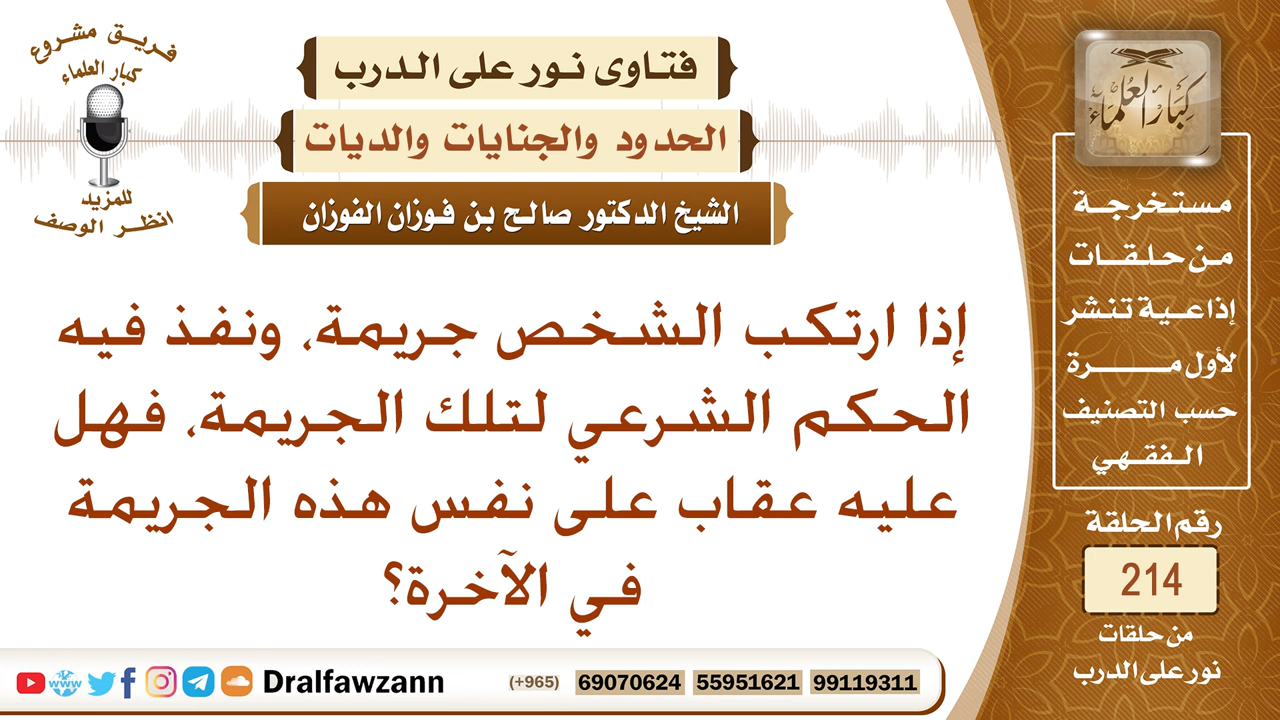 فريق مشروع
كبار العلماء
للمزيد
انظر الوصف
فتاوى نور على الدرب
الحدود والجنايات والديات
الشيخ الدكتور صالح بن فوزان الفوزان
إذا ارتكب الشخص جريمة، ونفذ فيه
الحكم الشرعي لتلك الجريمة، فهل
عليه عقاب على نفس هذه الجريمة
في الآخرة؟
كبار العلماء
مستخرجة
من حلقات
إذاعية تنشر
لأول مرة
حسب التصنيف
الفقهي
رقم الحلقة
214
من حلقات
نور على الدرب
www
Dralfawzann
(+965) 69070624 55951621 99119311